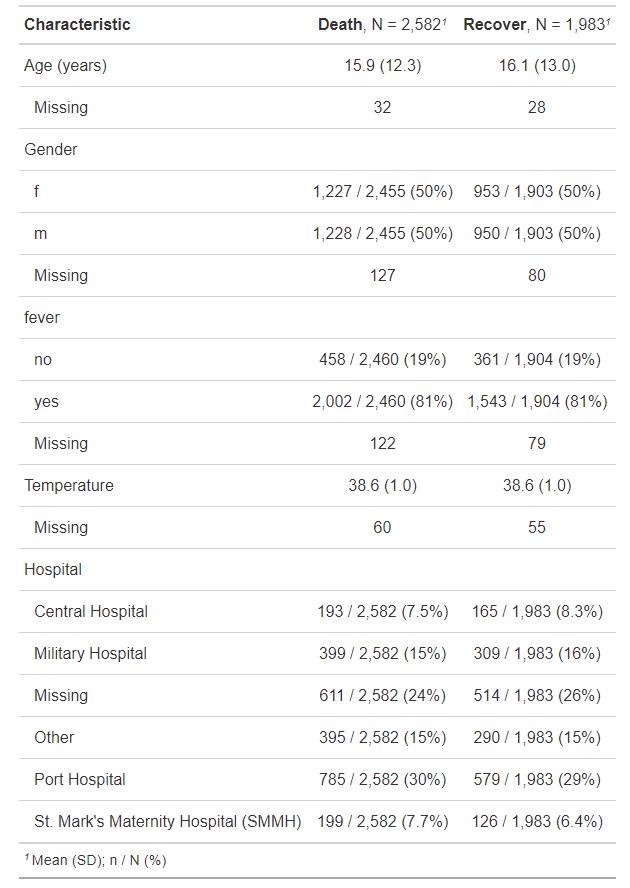 Characteristic Death, N = 2,582¹ Recover, N = 1,983¹
Age (years) 15.9 (12.3) 16.1 (13.0)
Missing 32 28
Gender
f 1,227 / 2,455 (50%) 953 / 1,903 (50%)
m 1,228 / 2,455 (50%) 950 / 1,903 (50%)
Missing 127 80
fever
no 458 / 2,460 (19%) 361 / 1,904 (19%)
yes 2,002 / 2,460 (81%) 1,543 / 1,904 (81%)
Missing 122 79
Temperature 38.6 (1.0) 38.6 (1.0)
Missing 60 55
Hospital
Central Hospital 193 / 2,582 (7.5%) 165 / 1,983 (8.3%)
Military Hospital 399 / 2,582 (15%) 309 / 1,983 (16%)
Missing 611 / 2,582 (24%) 514 / 1,983 (26%)
Other 395 / 2,582 (15%) 290 / 1,983 (15%)
Port Hospital 785 / 2,582 (30%) 579 / 1,983 (29%)
St. Mark's Maternity Hospital (SMMH) 199 / 2,582 (7.7%) 126 / 1,983 (6.4%)
¹ Mean (SD); n / N (%)